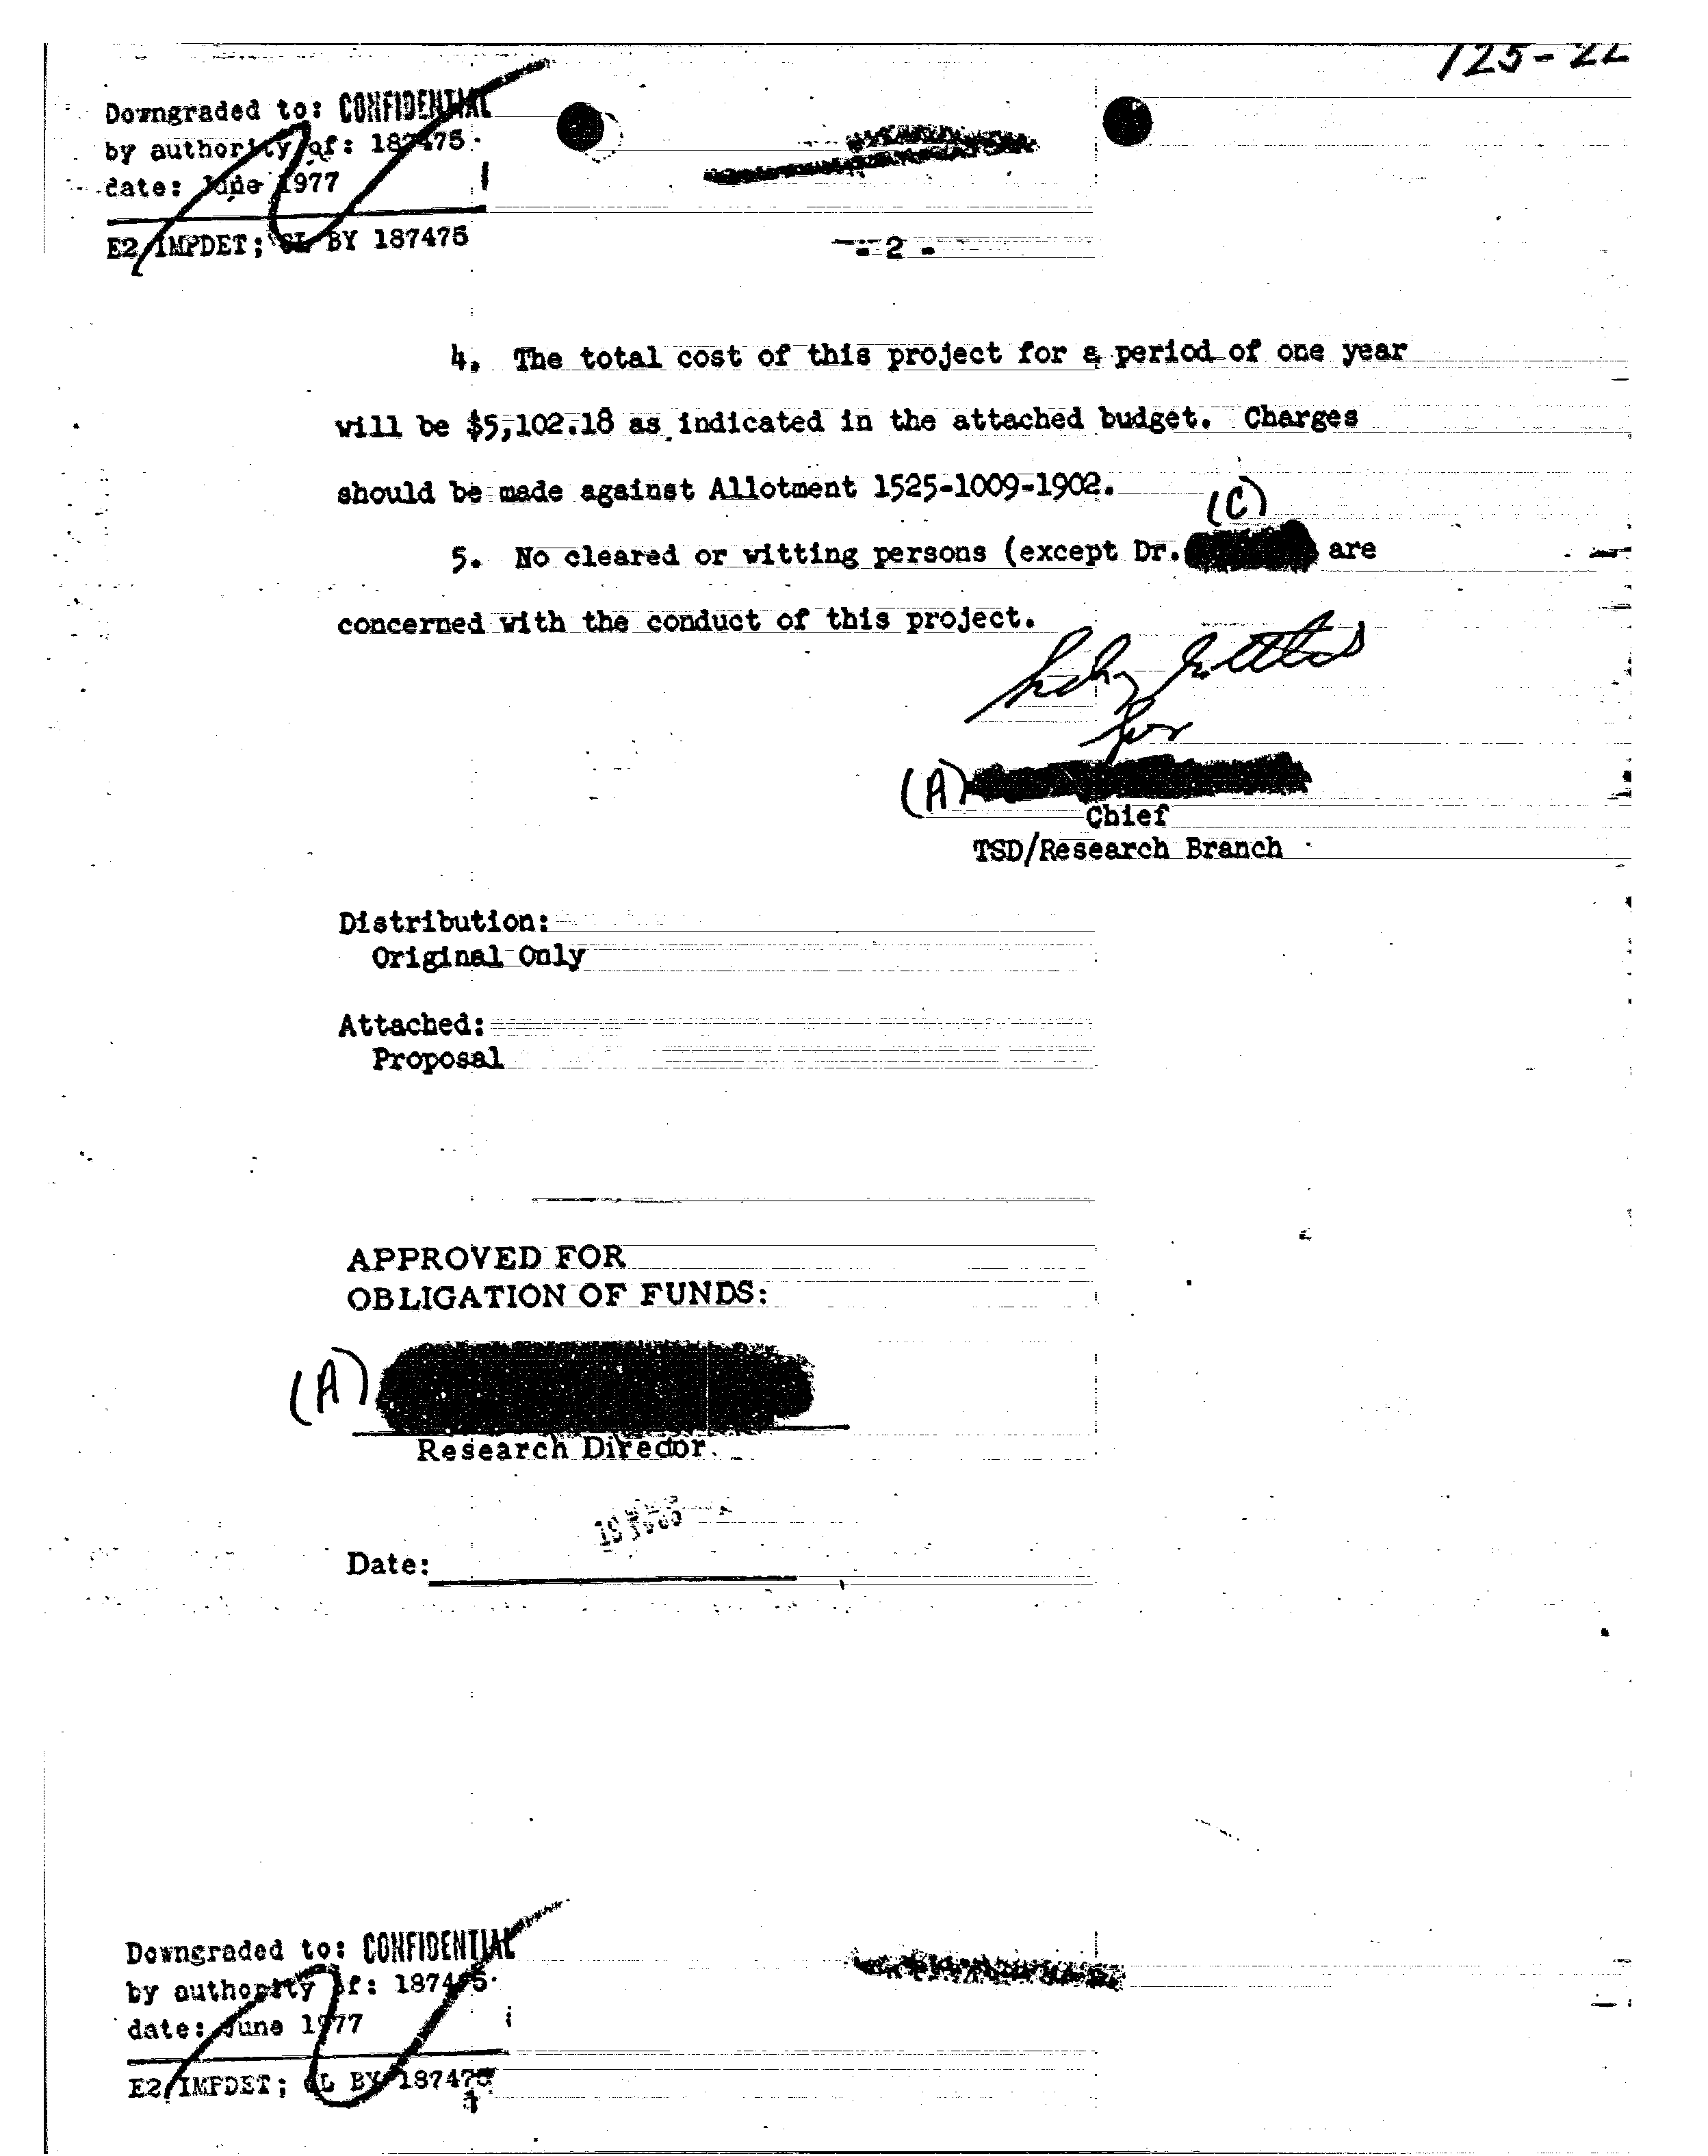 125-22
Downgraded to: CONFIDENTIAL
by authority of: 187475
date: June 1977
E2 IMPDET; CL BY 187475
- 2 -
4. The total cost of this project for a period of one year
will be $5,102.18 as indicated in the attached budget. Charges
should be made against Allotment 1525-1009-1902.
(C)
5. No cleared or witting persons (except Dr. are
concerned with the conduct of this project.
for
(A)
Chief
TSD/Research Branch
Distribution:
Original Only
Attached:
Proposal
APPROVED FOR
OBLIGATION OF FUNDS:
(A)
Research Director
Date:
Downgraded to: CONFIDENTIAL
by authority of: 187475
date: June 1977
E2 IMPDET; CL BY 187475